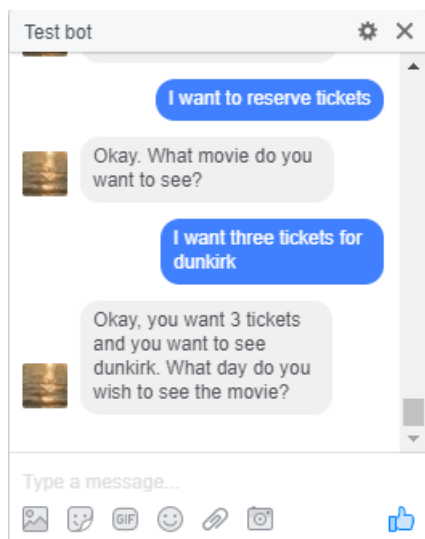 Test bot
I want to reserve tickets
Okay. What movie do you
want to see?
I want three tickets for
dunkirk
Okay, you want 3 tickets
and you want to see
dunkirk. What day do you
wish to see the movie?
Type a message...
GIF